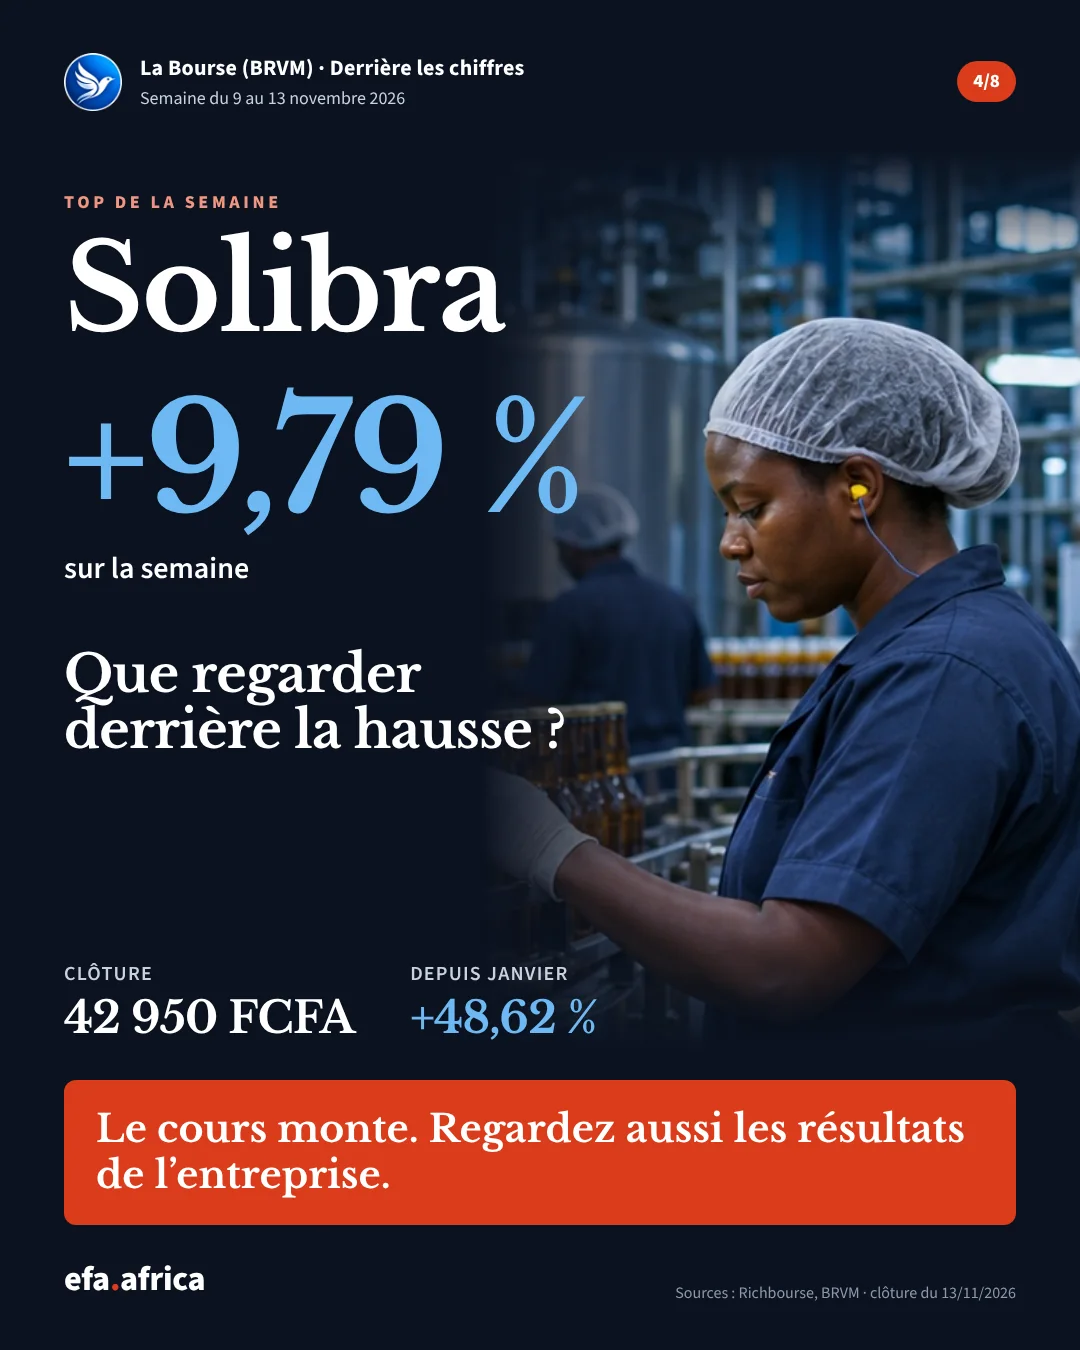 La Bourse (BRVM) · Derrière les chiffres
Semaine du 9 au 13 novembre 2026
4/8
TOP DE LA SEMAINE
Solibra
+9,79 %
sur la semaine
Que regarder
derrière la hausse ?
CLÔTURE
42 950 FCFA
DEPUIS JANVIER
+48,62 %
Le cours monte. Regardez aussi les résultats
de l’entreprise.
efa.africa
Sources : Richbourse, BRVM · clôture du 13/11/2026